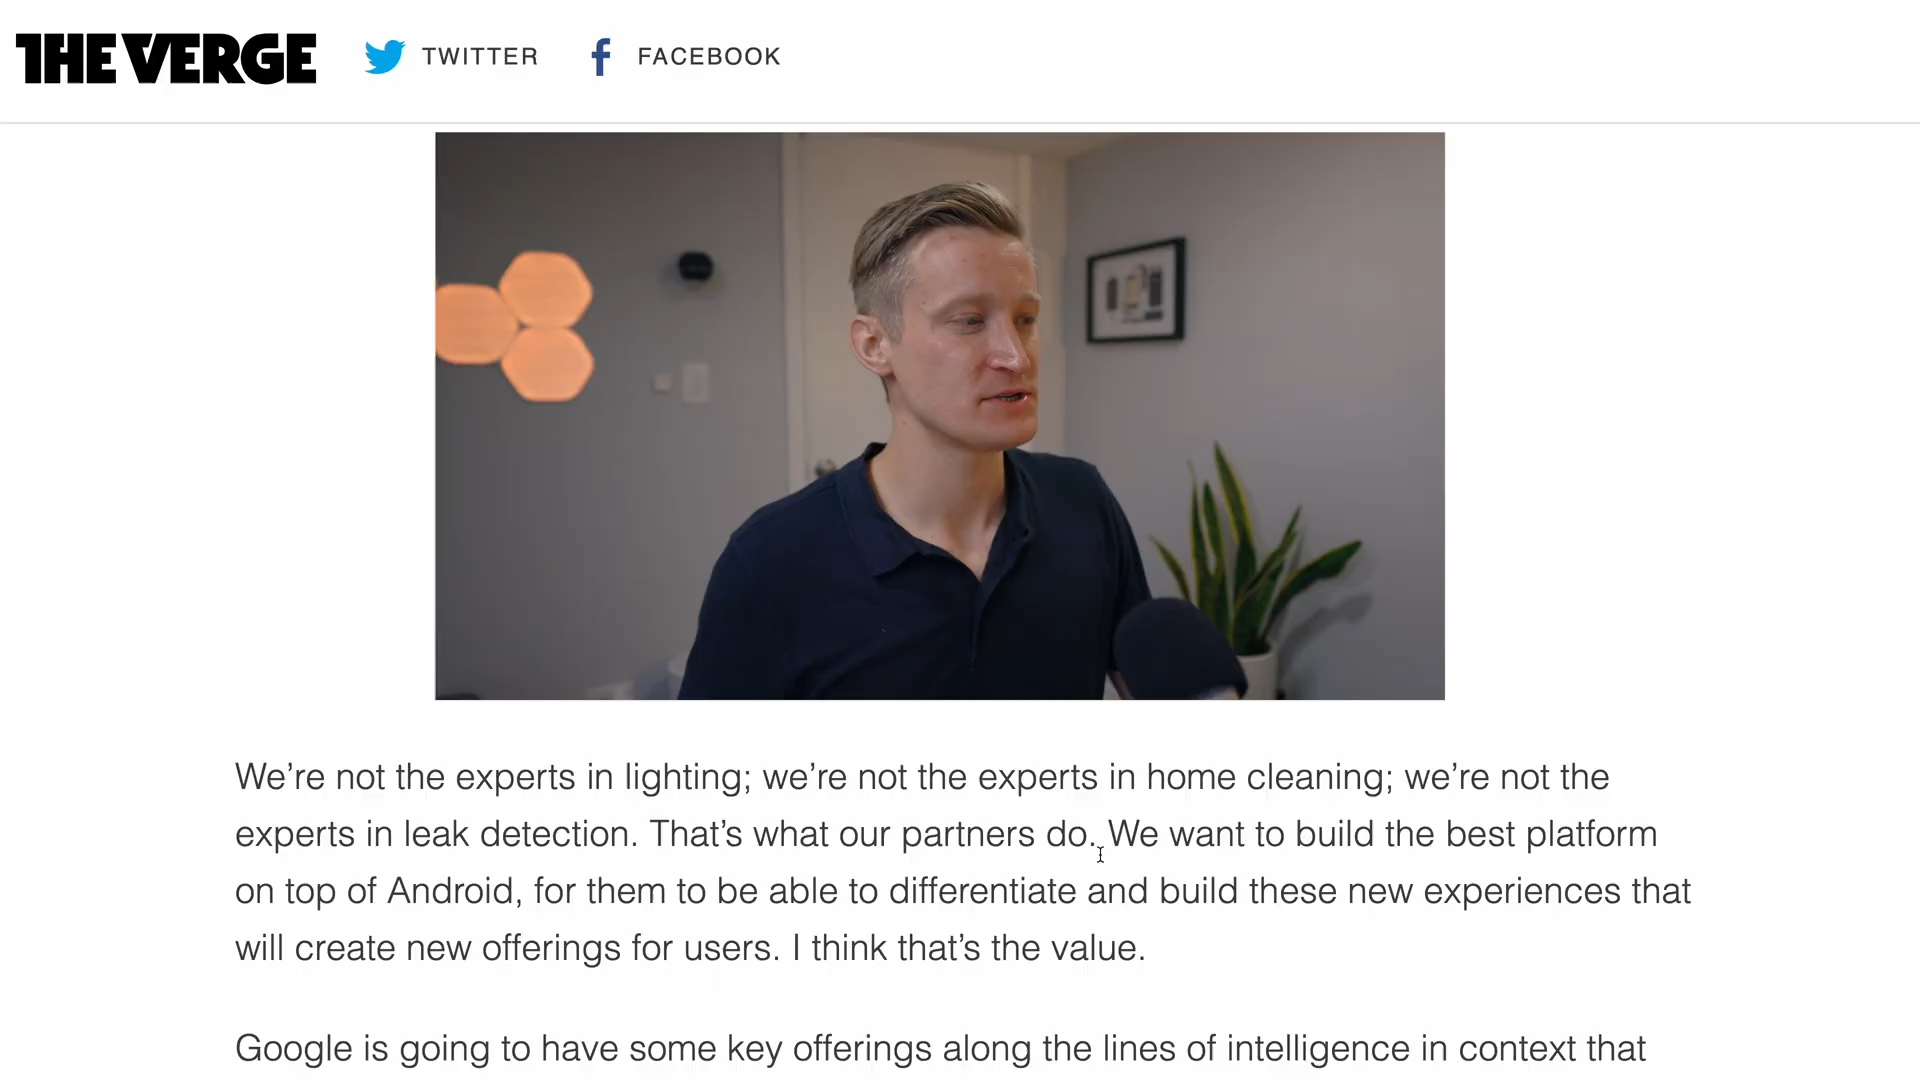 THE VERGE TWITTER FACEBOOK
We’re not the experts in lighting; we’re not the experts in home cleaning; we’re not the
experts in leak detection. That’s what our partners do. We want to build the best platform
on top of Android, for them to be able to differentiate and build these new experiences that
will create new offerings for users. I think that’s the value.
Google is going to have some key offerings along the lines of intelligence in context that